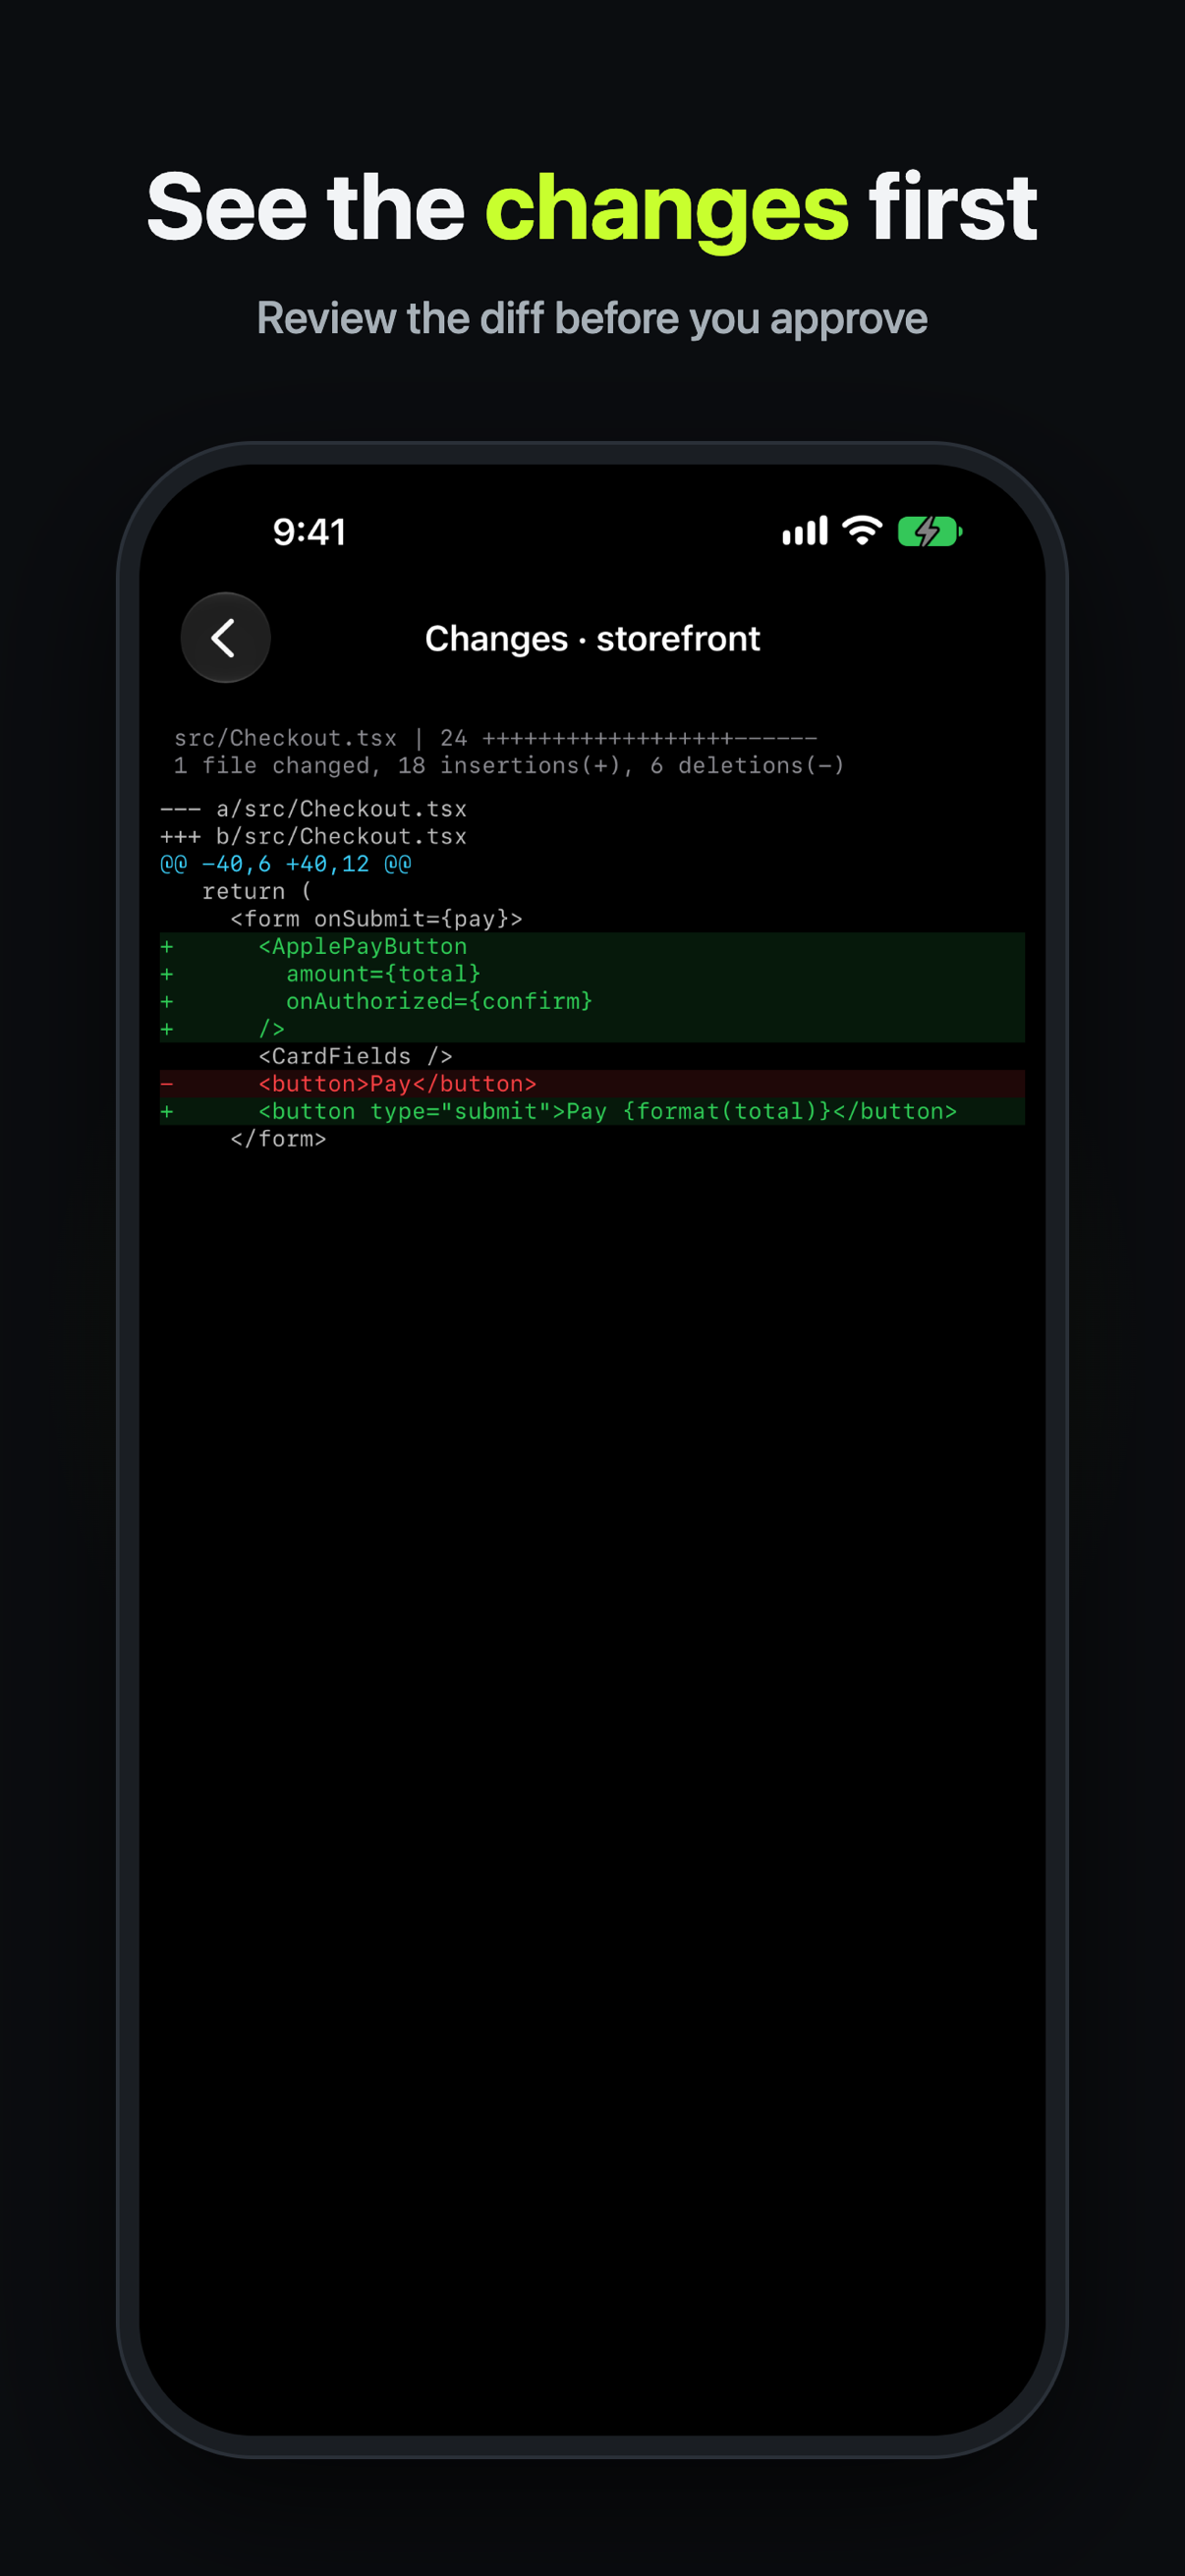 See the changes first
Review the diff before you approve
9:41
Changes · storefront
 src/Checkout.tsx | 24 ++++++++++++++++++------
 1 file changed, 18 insertions(+), 6 deletions(-)
--- a/src/Checkout.tsx
+++ b/src/Checkout.tsx
@@ -40,6 +40,12 @@
   return (
     <form onSubmit={pay}>
+      <ApplePayButton
+        amount={total}
+        onAuthorized={confirm}
+      />
       <CardFields />
-      <button>Pay</button>
+      <button type="submit">Pay {format(total)}</button>
     </form>